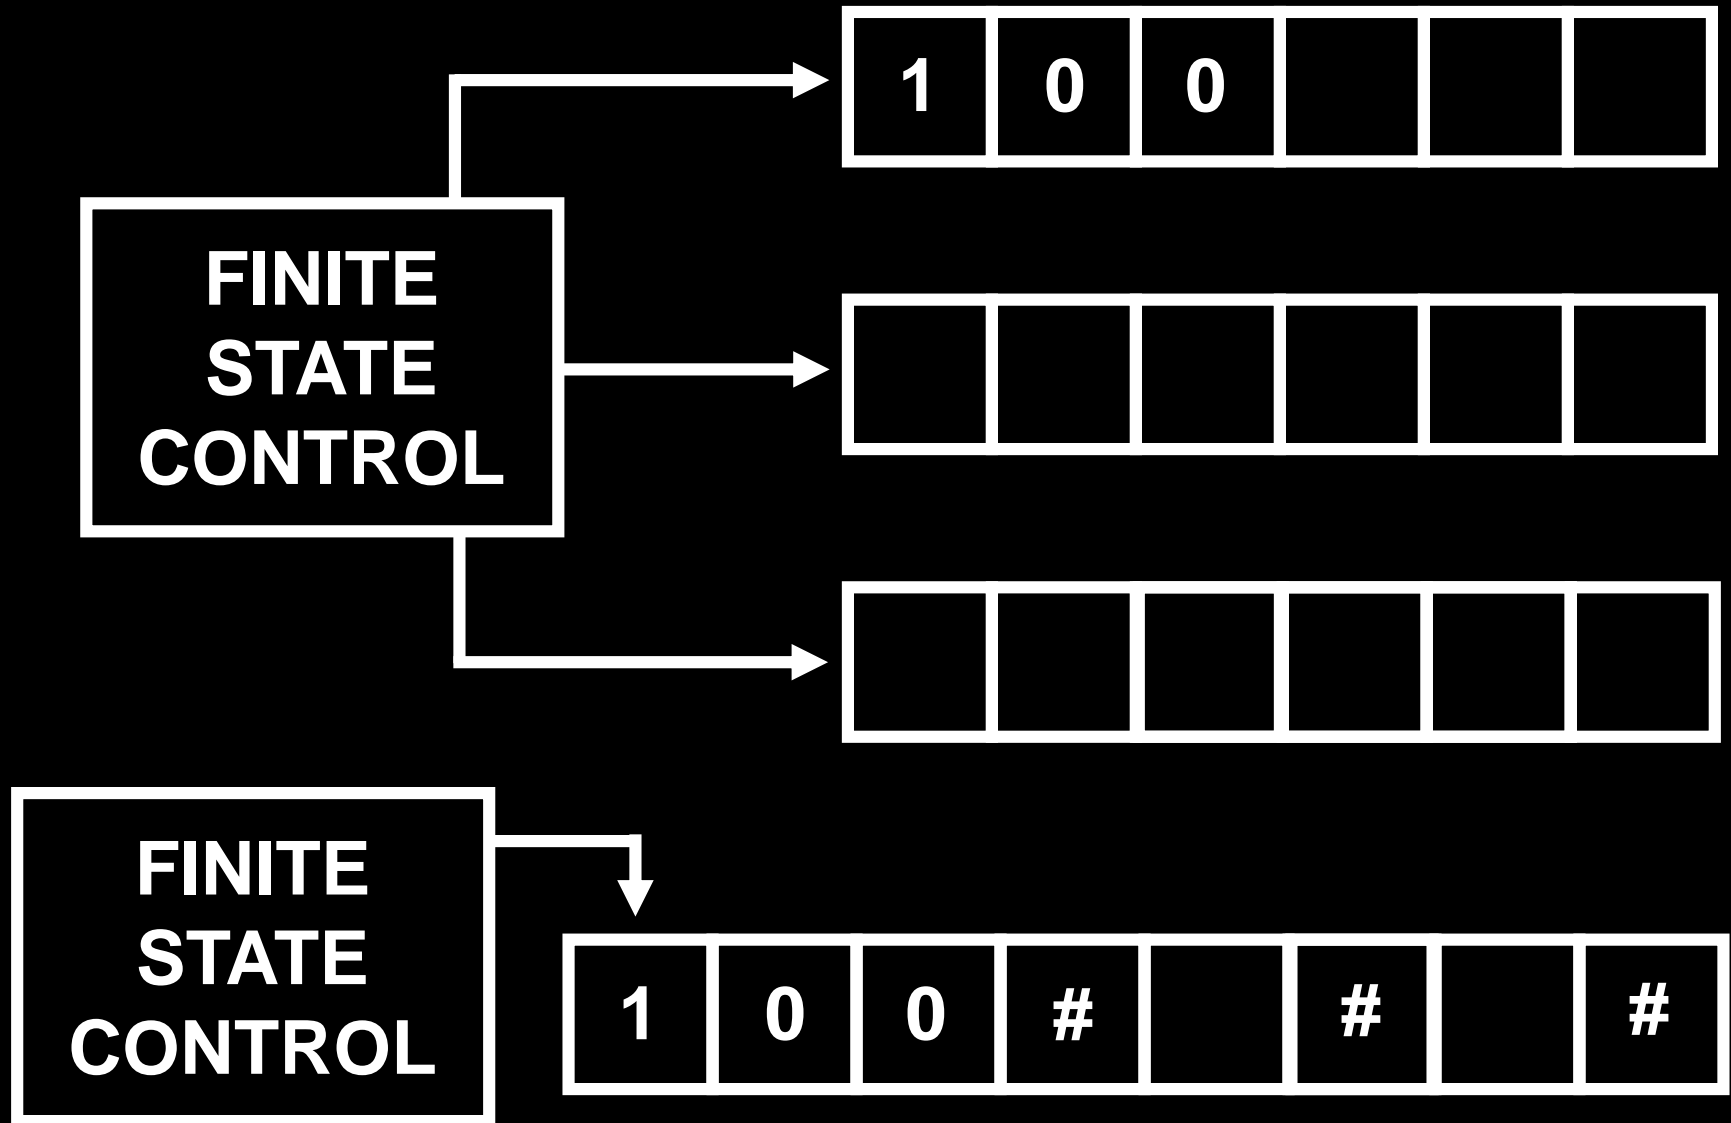 1 0 0
FINITE
STATE
CONTROL
FINITE
STATE
CONTROL
1 0 0 # # #